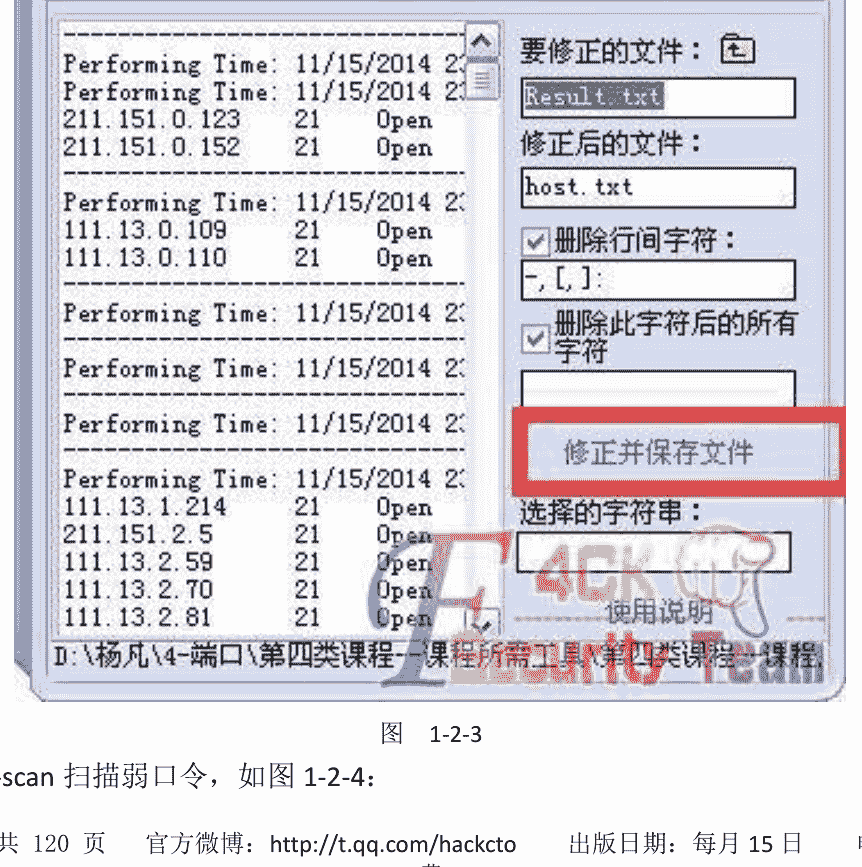 Performing Time: 11/15/2014 2
Performing Time: 11/15/2014 2
211.151.0.123 21 Open
211.151.0.152 21 Open
Performing Time: 11/15/2014 2
111.13.0.109 21 Open
111.13.0.110 21 Open
Performing Time: 11/15/2014 2
Performing Time: 11/15/2014 2
Performing Time: 11/15/2014 2
Performing Time: 11/15/2014 2
111.13.1.214 21 Open
211.151.2.5 21 Open
111.13.2.59 21 Open
111.13.2.70 21 Open
111.13.2.81 21 Open
要修正的文件：
Result.txt
修正后的文件：
host.txt
删除行间字符：
-,[,]:
删除此字符后的所有
字符
修正并保存文件
选择的字符串：
使用说明
D:\杨凡\4-端口\第四类课程--课程所需工具\第四类课程--课程
F4CK
Security Team
图 1-2-3
-scan 扫描弱口令，如图 1-2-4：
共 120 页 官方微博：http://t.qq.com/hackcto 出版日期：每月 15 日